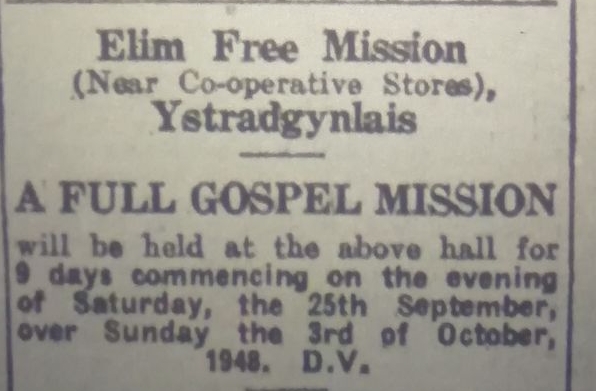 Elim Free Mission
(Near Co-operative Stores),
Ystradgynlais
A FULL GOSPEL MISSION
will be held at the above hall for
9 days commencing on the evening
of Saturday, the 25th September,
over Sunday the 3rd of October,
1948. D.V.